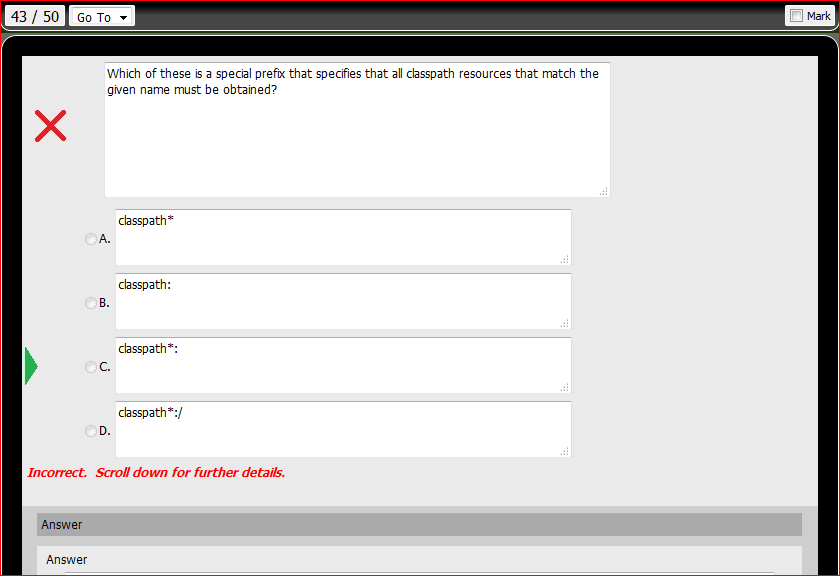 43 / 50 Go To Mark
Which of these is a special prefix that specifies that all classpath resources that match the
given name must be obtained?
A. classpath*
B. classpath:
C. classpath*:
D. classpath*:/
Incorrect. Scroll down for further details.
Answer
Answer